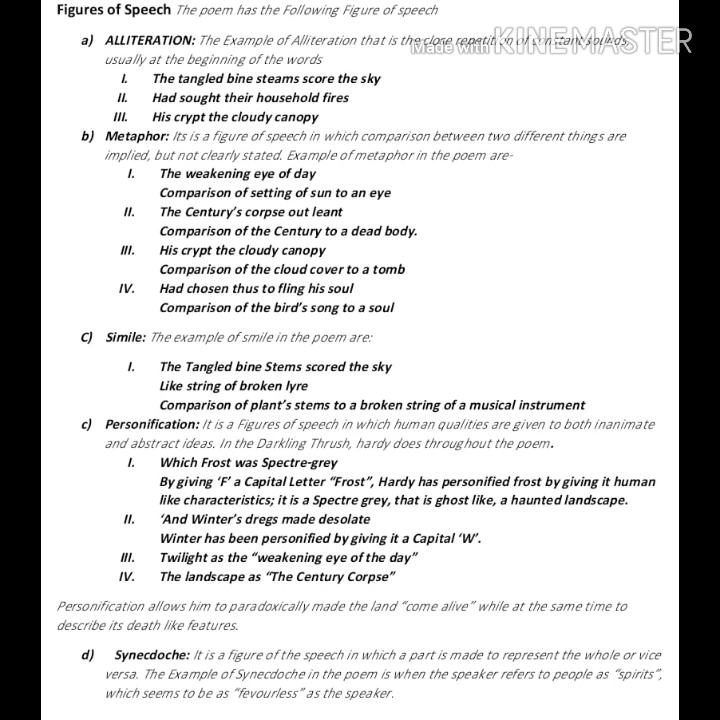 Figures of Speech The poem has the Following Figure of speech
a) ALLITERATION: The Example of Alliteration that is the close repetition of constant sounds,
Made with KINEMASTER
usually at the beginning of the words
I. The tangled bine steams score the sky
II. Had sought their household fires
III. His crypt the cloudy canopy
b) Metaphor: Its is a figure of speech in which comparison between two different things are
implied, but not clearly stated. Example of metaphor in the poem are-
I. The weakening eye of day
Comparison of setting of sun to an eye
II. The Century's corpse out leant
Comparison of the Century to a dead body.
III. His crypt the cloudy canopy
Comparison of the cloud cover to a tomb
IV. Had chosen thus to fling his soul
Comparison of the bird's song to a soul
C) Simile: The example of smile in the poem are:
I. The Tangled bine Stems scored the sky
Like string of broken lyre
Comparison of plant's stems to a broken string of a musical instrument
c) Personification: It is a Figures of speech in which human qualities are given to both inanimate
and abstract ideas. In the Darkling Thrush, hardy does throughout the poem.
I. Which Frost was Spectre-grey
By giving 'F' a Capital Letter "Frost", Hardy has personified frost by giving it human
like characteristics; it is a Spectre grey, that is ghost like, a haunted landscape.
II. 'And Winter's dregs made desolate
Winter has been personified by giving it a Capital 'W'.
III. Twilight as the "weakening eye of the day"
IV. The landscape as "The Century Corpse"
Personification allows him to paradoxically made the land "come alive" while at the same time to
describe its death like features.
d) Synecdoche: It is a figure of the speech in which a part is made to represent the whole or vice
versa. The Example of Synecdoche in the poem is when the speaker refers to people as "spirits",
which seems to be as "fevourless" as the speaker.